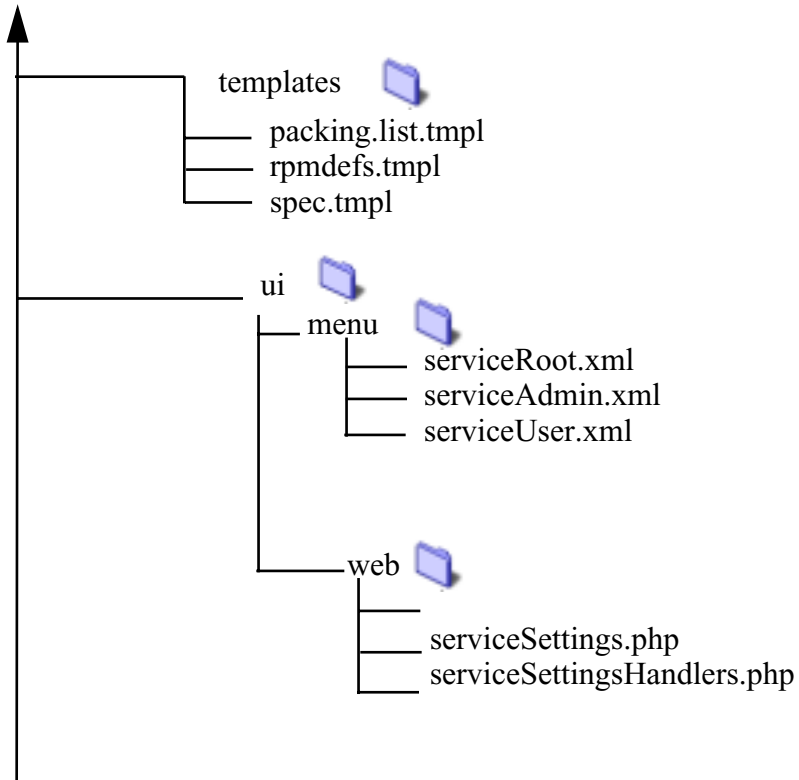 templates
packing.list.tmpl
rpmdefs.tmpl
spec.tmpl
ui
menu
serviceRoot.xml
serviceAdmin.xml
serviceUser.xml
web
serviceSettings.php
serviceSettingsHandlers.php